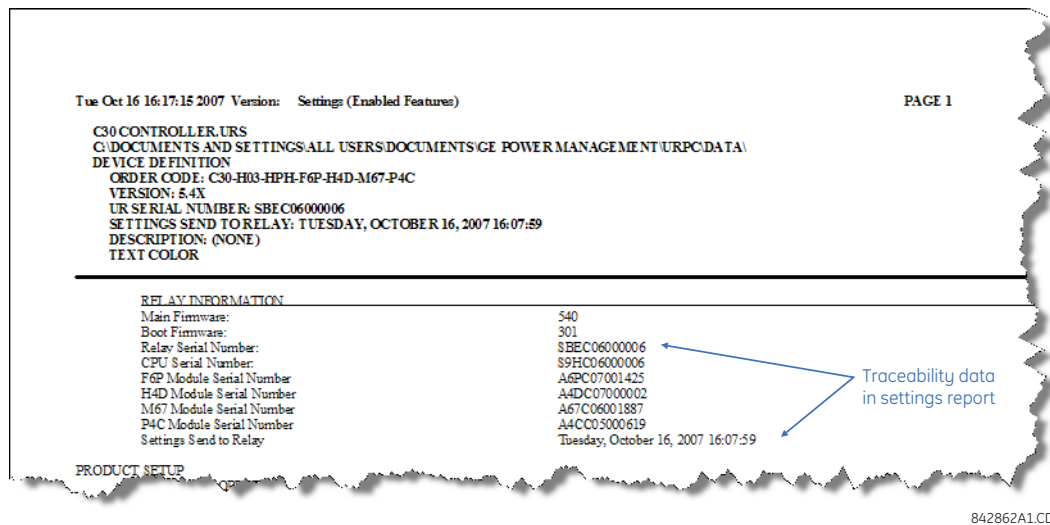 Tue Oct 16 16:17:15 2007 Version: Settings (Enabled Features) PAGE 1
C30 CONTROLLER.URS
C:\DOCUMENTS AND SETTINGS\ALL USERS\DOCUMENTS\GE POWER MANAGEMENT\URPC\DATA\
DEVICE DEFINITION
ORDER CODE: C30-H03-HPH-F6P-H4D-M67-P4C
VERSION: 5.4X
UR SERIAL NUMBER: SBEC06000006
SETTINGS SEND TO RELAY: TUESDAY, OCTOBER 16, 2007 16:07:59
DESCRIPTION: (NONE)
TEXT COLOR
RELAY INFORMATION
Main Firmware: 540
Boot Firmware: 301
Relay Serial Number: SBEC06000006
CPU Serial Number: S9HC06000006
F6P Module Serial Number A6PC07001425
H4D Module Serial Number A4DC07000002
M67 Module Serial Number A67C06001887
P4C Module Serial Number A4CC05000619
Settings Send to Relay Tuesday, October 16, 2007 16:07:59
Traceability data
in settings report
PRODUCT SETUP
842862A1.CD